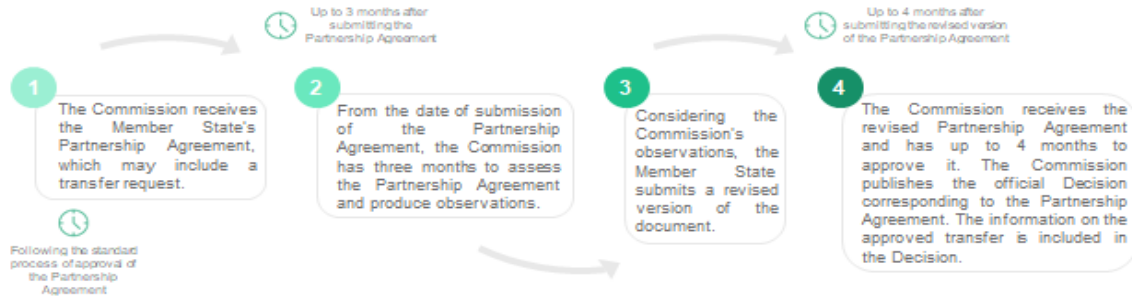 Up to 3 months after
submitting the
Partnership Agreement
Up to 4 months after
submitting the revised version
of the Partnership Agreement
1
The Commission receives
the Member State's
Partnership Agreement,
which may include a
transfer request.
Following the standard
process of approval of
the Partnership
Agreement
2
From the date of submission
of the Partnership
Agreement, the Commission
has three months to assess
the Partnership Agreement
and produce observations.
3
Considering the
Commission's
observations, the
Member State
submits a revised
version of the
document.
4
The Commission receives the
revised Partnership Agreement
and has up to 4 months to
approve it. The Commission
publishes the official Decision
corresponding to the Partnership
Agreement. The information on the
approved transfer is included in
the Decision.